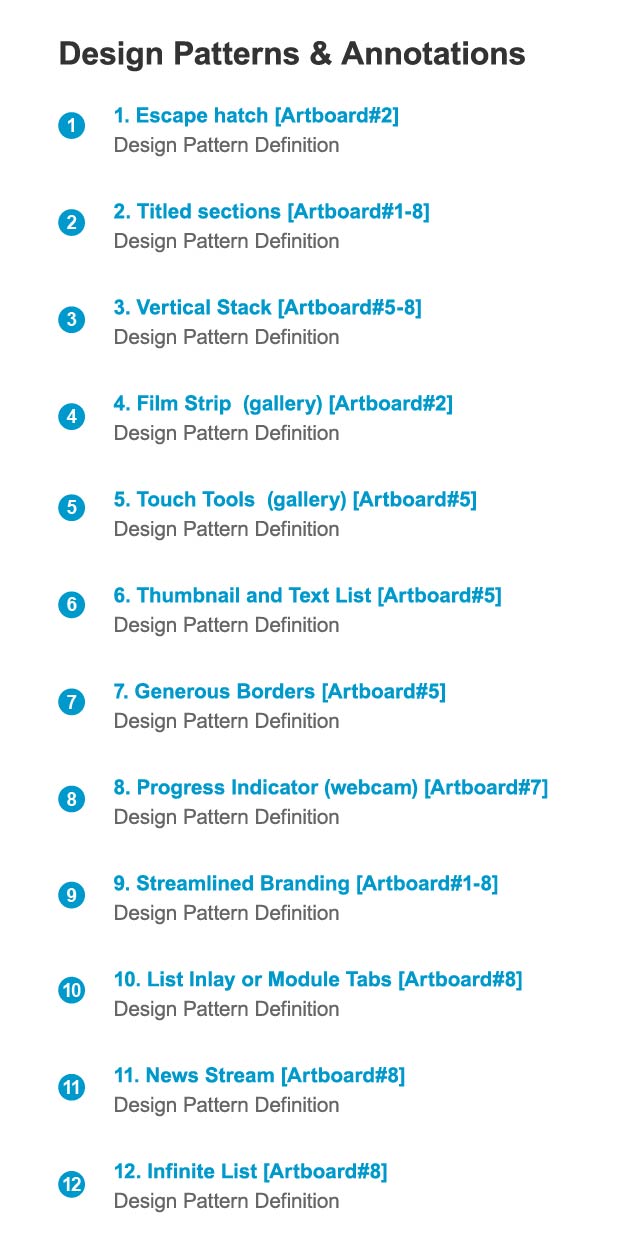 Design Patterns & Annotations
1 1. Escape hatch [Artboard#2]
Design Pattern Definition
2 2. Titled sections [Artboard#1-8]
Design Pattern Definition
3 3. Vertical Stack [Artboard#5-8]
Design Pattern Definition
4 4. Film Strip  (gallery) [Artboard#2]
Design Pattern Definition
5 5. Touch Tools  (gallery) [Artboard#5]
Design Pattern Definition
6 6. Thumbnail and Text List [Artboard#5]
Design Pattern Definition
7 7. Generous Borders [Artboard#5]
Design Pattern Definition
8 8. Progress Indicator (webcam) [Artboard#7]
Design Pattern Definition
9 9. Streamlined Branding [Artboard#1-8]
Design Pattern Definition
10 10. List Inlay or Module Tabs [Artboard#8]
Design Pattern Definition
11 11. News Stream [Artboard#8]
Design Pattern Definition
12 12. Infinite List [Artboard#8]
Design Pattern Definition